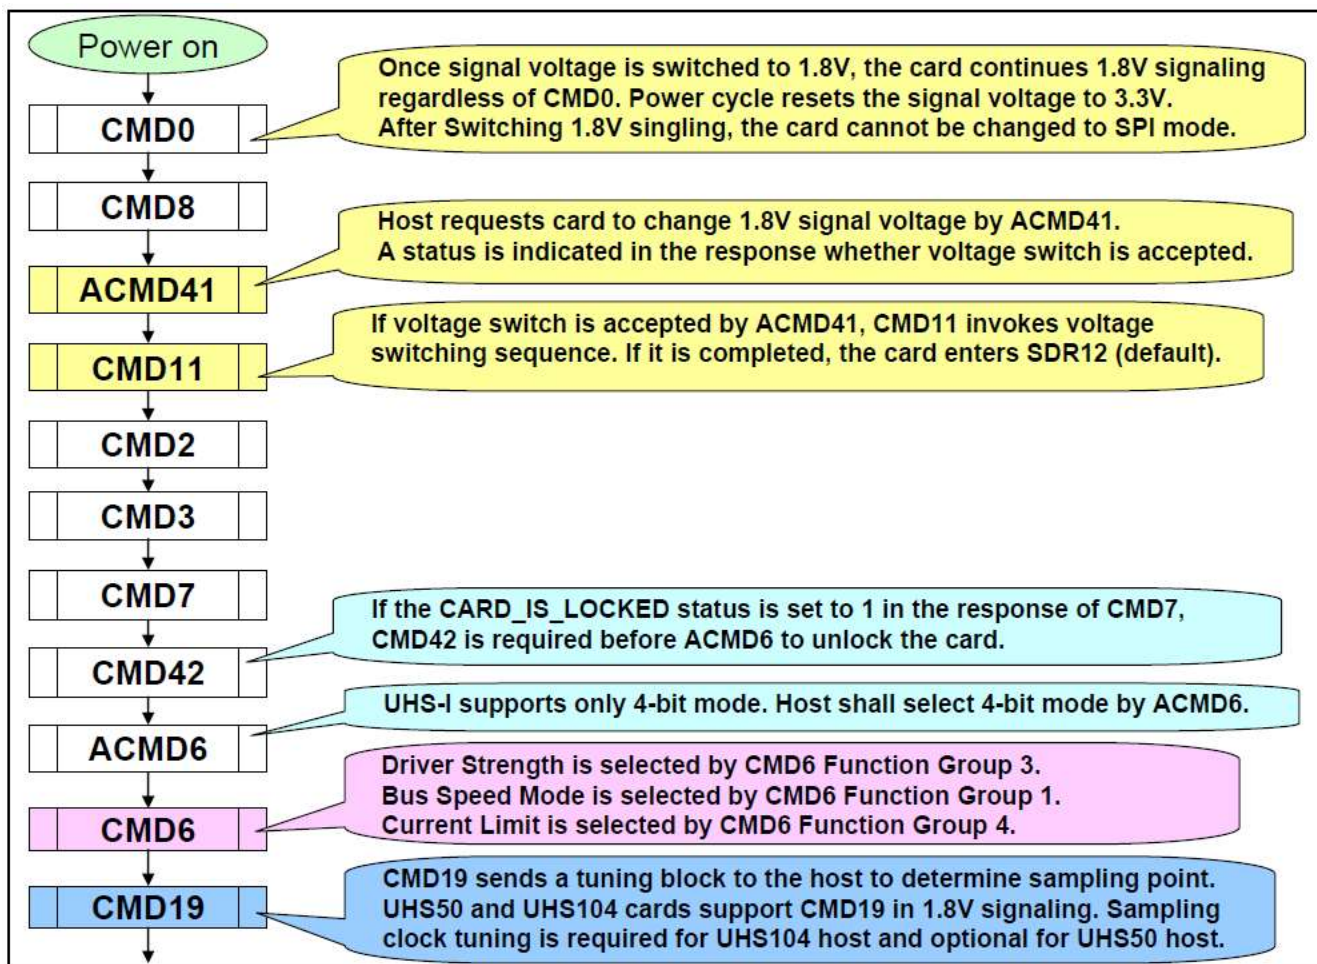 Power on
Once signal voltage is switched to 1.8V, the card continues 1.8V signaling
regardless of CMD0. Power cycle resets the signal voltage to 3.3V.
After Switching 1.8V singling, the card cannot be changed to SPI mode.
CMD0
CMD8
Host requests card to change 1.8V signal voltage by ACMD41.
A status is indicated in the response whether voltage switch is accepted.
ACMD41
If voltage switch is accepted by ACMD41, CMD11 invokes voltage
switching sequence. If it is completed, the card enters SDR12 (default).
CMD11
CMD2
CMD3
CMD7
If the CARD_IS_LOCKED status is set to 1 in the response of CMD7,
CMD42 is required before ACMD6 to unlock the card.
CMD42
UHS-I supports only 4-bit mode. Host shall select 4-bit mode by ACMD6.
ACMD6
Driver Strength is selected by CMD6 Function Group 3.
Bus Speed Mode is selected by CMD6 Function Group 1.
Current Limit is selected by CMD6 Function Group 4.
CMD6
CMD19 sends a tuning block to the host to determine sampling point.
UHS50 and UHS104 cards support CMD19 in 1.8V signaling. Sampling
clock tuning is required for UHS104 host and optional for UHS50 host.
CMD19